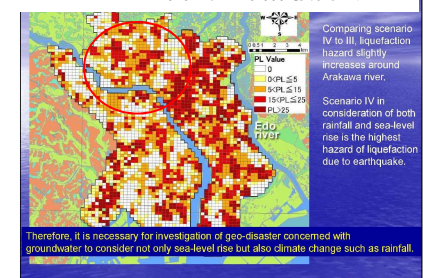 Comparing scenario
IV to III, liquefaction
hazard slightly
increases around
Arakawa river.
Scenario IV in
consideration of both
rainfall and sea-level
rise is the highest
hazard of liquefaction
due to earthquake.
PL Value
0
0<PL≦5
5<PL≦15
15<PL≦25
PL>25
Edo
river
Therefore, it is necessary for investigation of geo-disaster concerned with
groundwater to consider not only sea-level rise but also climate change such as rainfall.